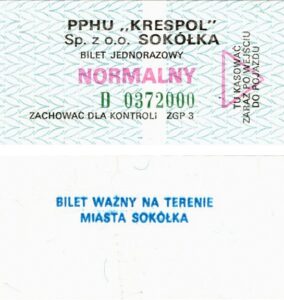 PPHU „KRESPOL"
Sp. z o.o. SOKÓŁKA
BILET JEDNORAZOWY
NORMALNY
B 0372000
ZACHOWAĆ DLA KONTROLI ZGP 3
TU KASOWAĆ
ZARAZ PO WEJŚCIU
DO POJAZDU
BILET WAŻNY NA TERENIE
MIASTA SOKÓŁKA